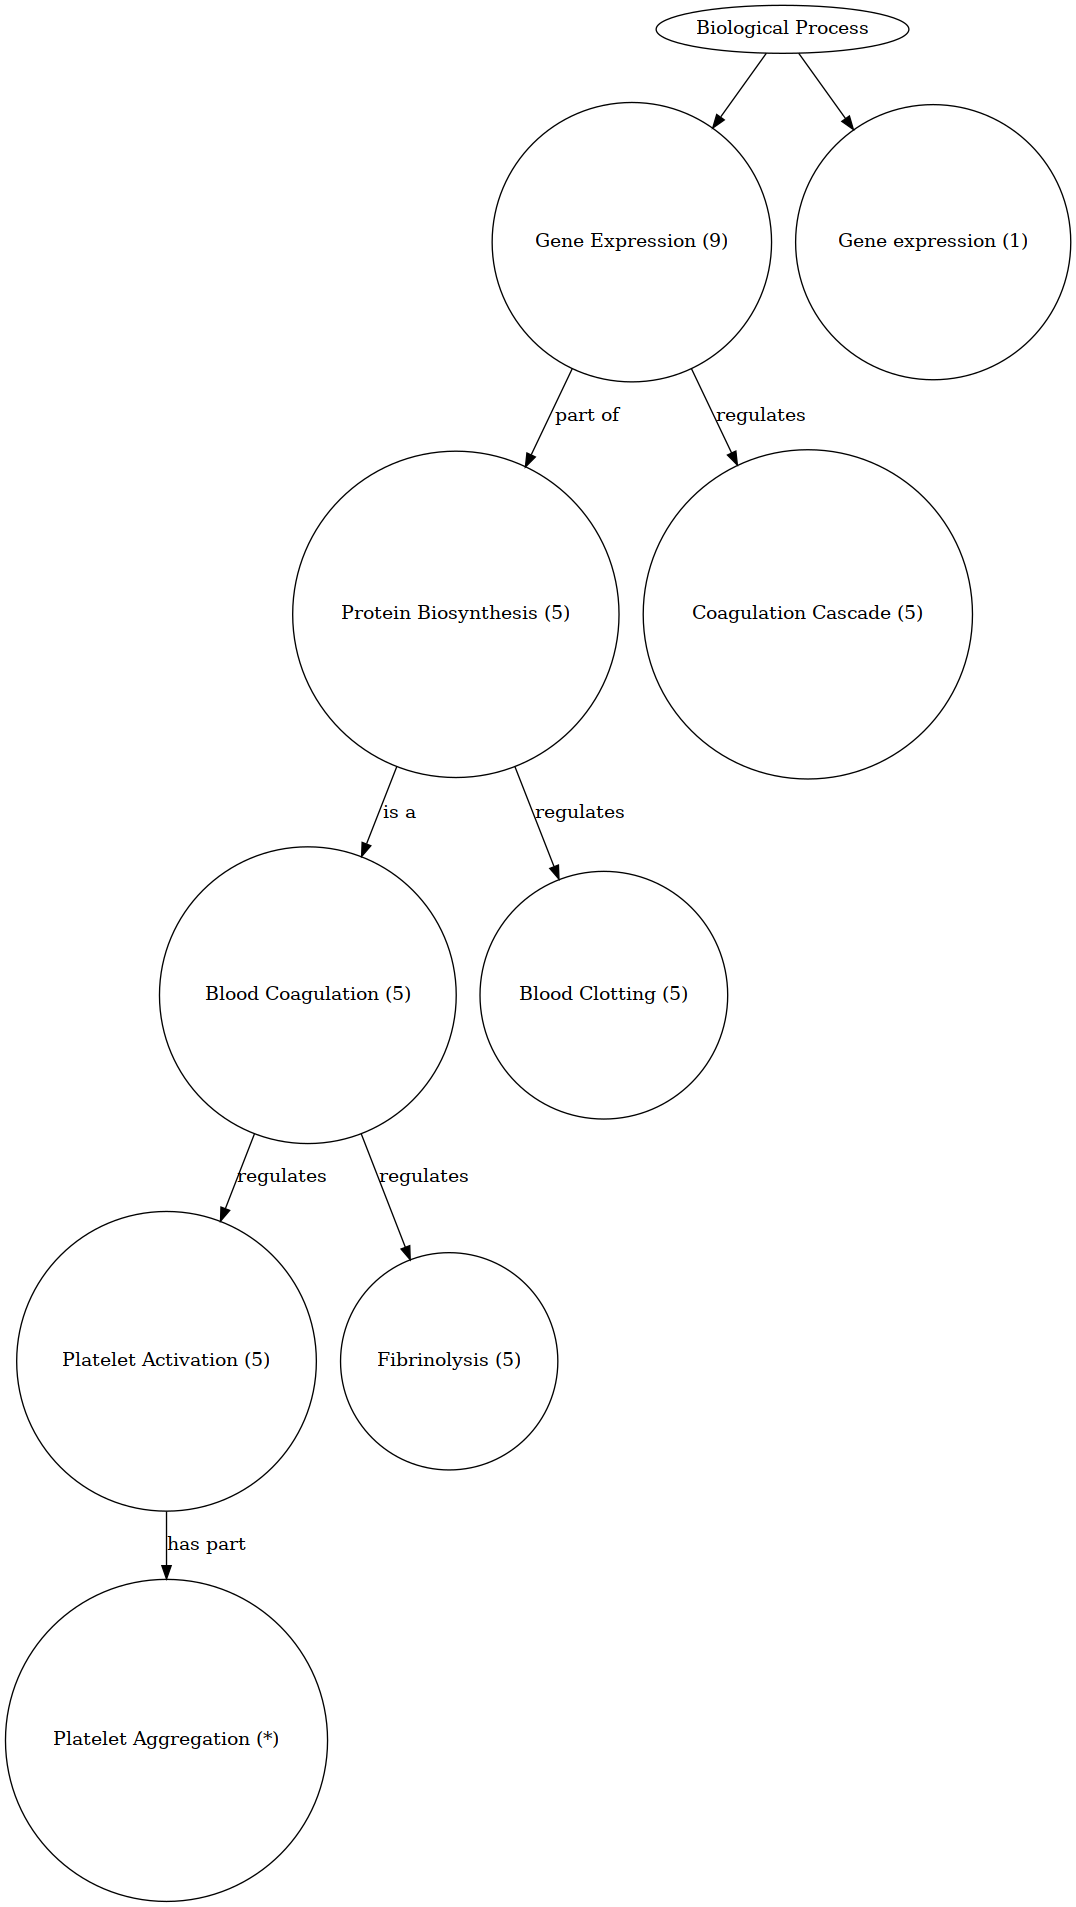 Biological Process
Gene Expression (9)
Gene expression (1)
part of
regulates
Protein Biosynthesis (5)
Coagulation Cascade (5)
is a
regulates
Blood Coagulation (5)
Blood Clotting (5)
regulates
regulates
Platelet Activation (5)
Fibrinolysis (5)
has part
Platelet Aggregation (*)